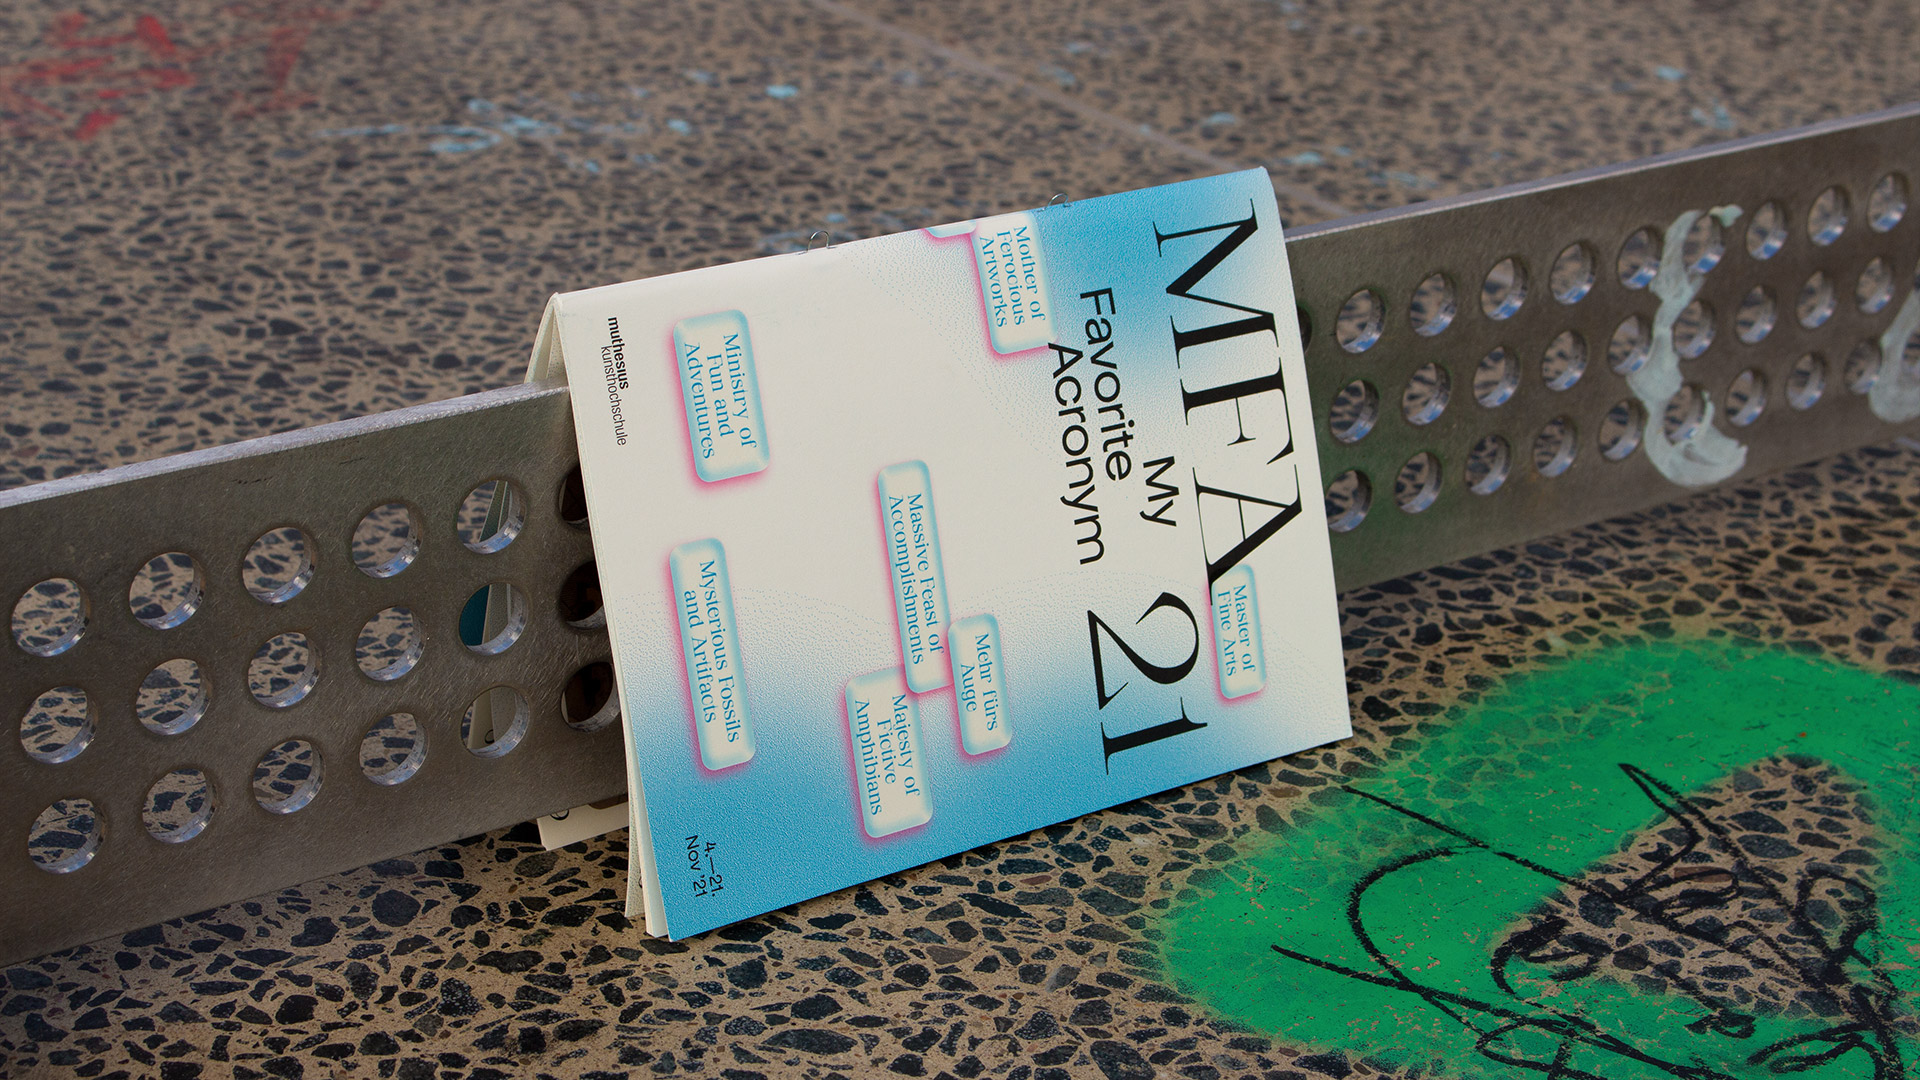 MFA 21
My
Favorite
Acronym
Master of
Fine Arts
Mother of
Ferocious
Artworks
Mehr fürs
Auge
Massive Feast of
Accomplishments
Majesty of
Fictive
Amphibians
Ministry of
Fun and
Adventures
Mysterious Fossils
and Artifacts
muthesius
kunsthochschule
4.—21.
Nov '21